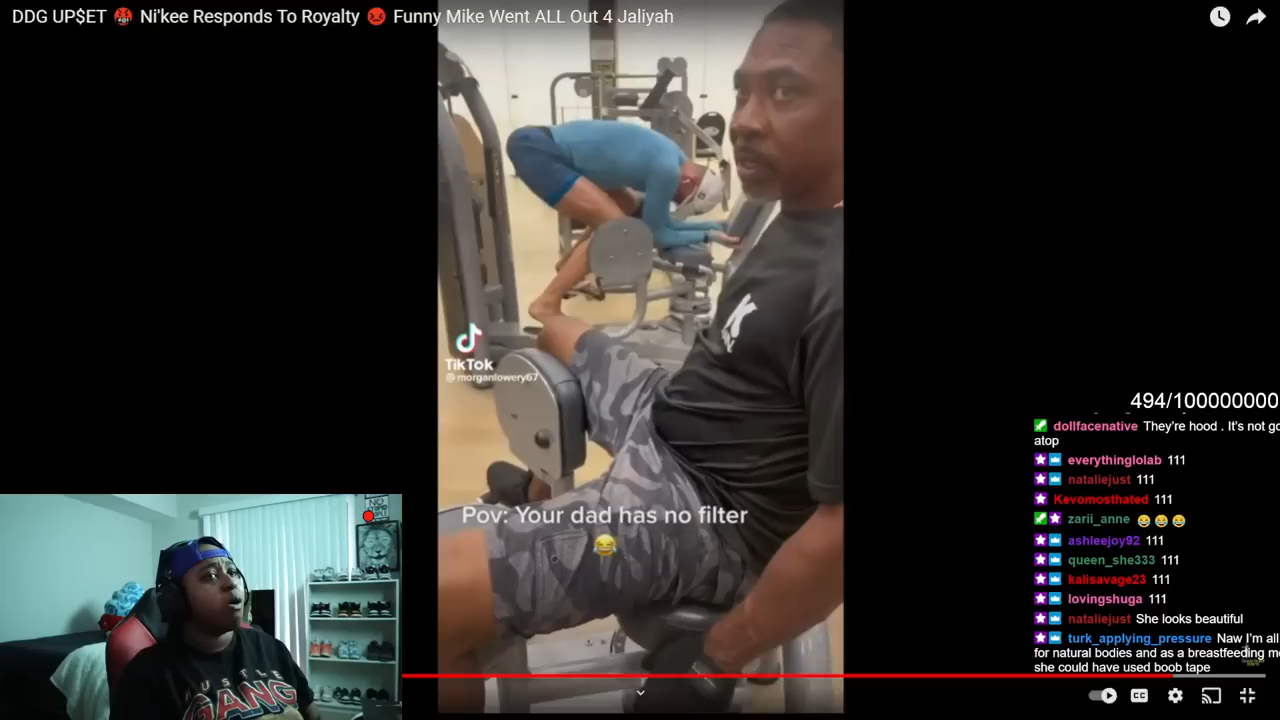 DDG UP$ET 🤬 Ni'kee Responds To Royalty 😡 Funny Mike Went ALL Out 4 Jaliyah
TikTok
@morganlowery67
Pov: Your dad has no filter
😂
494/100000000
dollfacenative They're hood . It's not go
atop
everythinglolab 111
nataliejust 111
Kevomosthated 111
zarii_anne 😂 😂 😂
ashleejoy92 111
queen_she333 111
kalisavage23 111
lovingshuga 111
nataliejust She looks beautiful
turk_applying_pressure Naw I'm all
for natural bodies and as a breastfeeding mo
she could have used boob tape
HUSTLE
GANG
CC